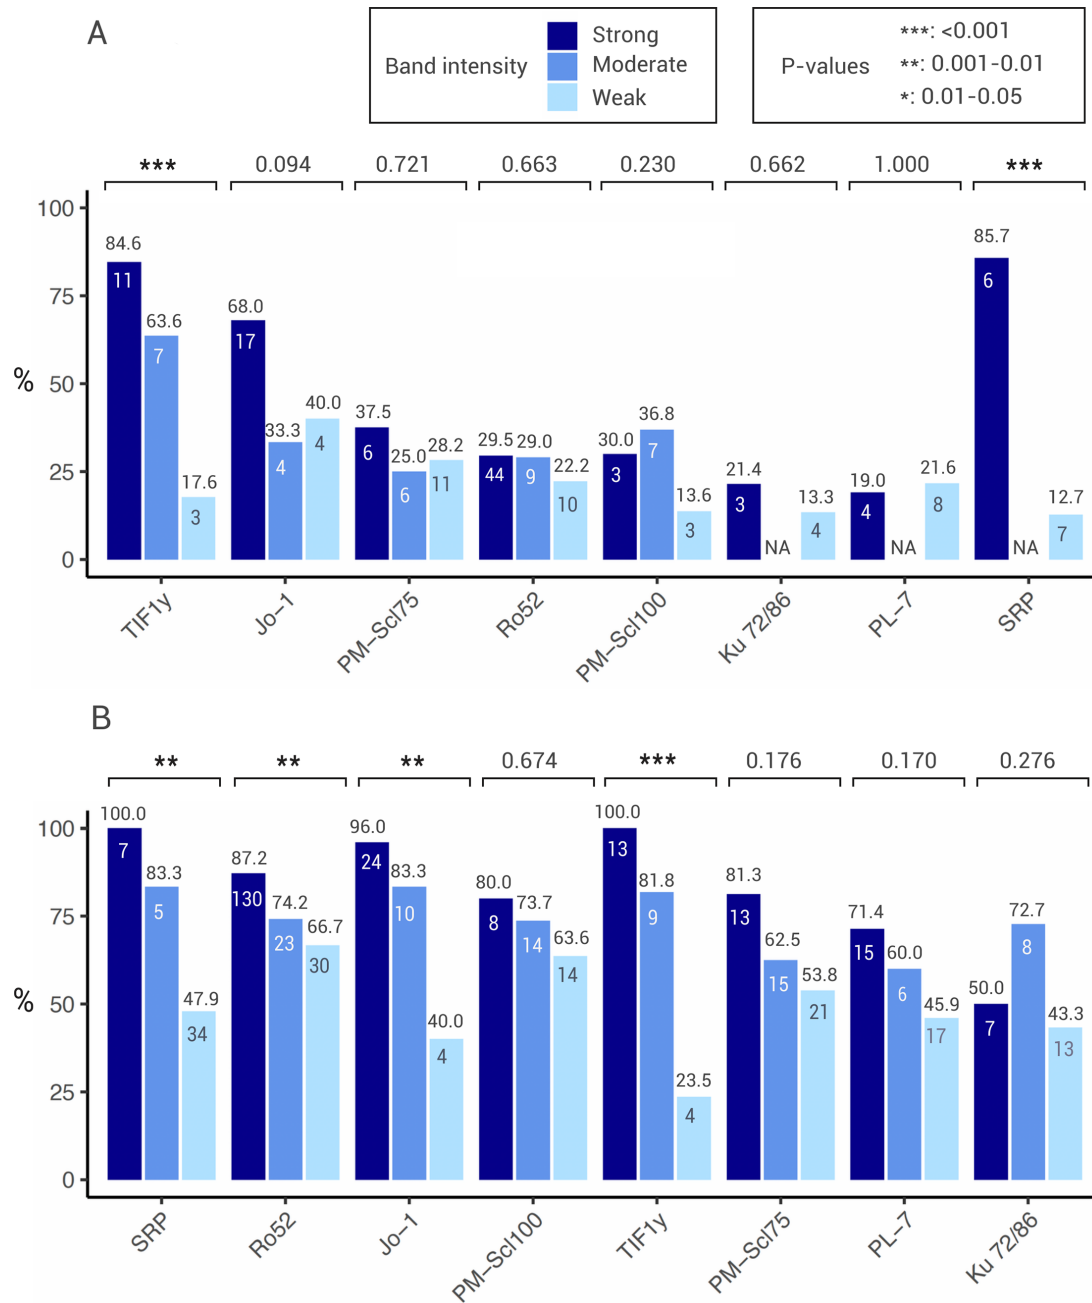 A
Band intensity
Strong
Moderate
Weak
P-values
***: <0.001
**: 0.001-0.01
*: 0.01-0.05
*** 0.094 0.721 0.663 0.230 0.662 1.000 ***
%
100
75
50
25
0
84.6 63.6 17.6
11 7 3
68.0 33.3 40.0
17 4 4
37.5 25.0 28.2
6 6 11
29.5 29.0 22.2
44 9 10
30.0 36.8 13.6
3 7 3
21.4 NA 13.3
3 4
19.0 NA 21.6
4 8
85.7 NA 12.7
6 7
TIF1y Jo-1 PM-Scl75 Ro52 PM-Scl100 Ku 72/86 PL-7 SRP
B
** ** ** 0.674 *** 0.176 0.170 0.276
%
100
75
50
25
0
100.0 83.3 47.9
7 5 34
87.2 74.2 66.7
130 23 30
96.0 83.3 40.0
24 10 4
80.0 73.7 63.6
8 14 14
100.0 81.8 23.5
13 9 4
81.3 62.5 53.8
13 15 21
71.4 60.0 45.9
15 6 17
50.0 72.7 43.3
7 8 13
SRP Ro52 Jo-1 PM-Scl100 TIF1y PM-Scl75 PL-7 Ku 72/86